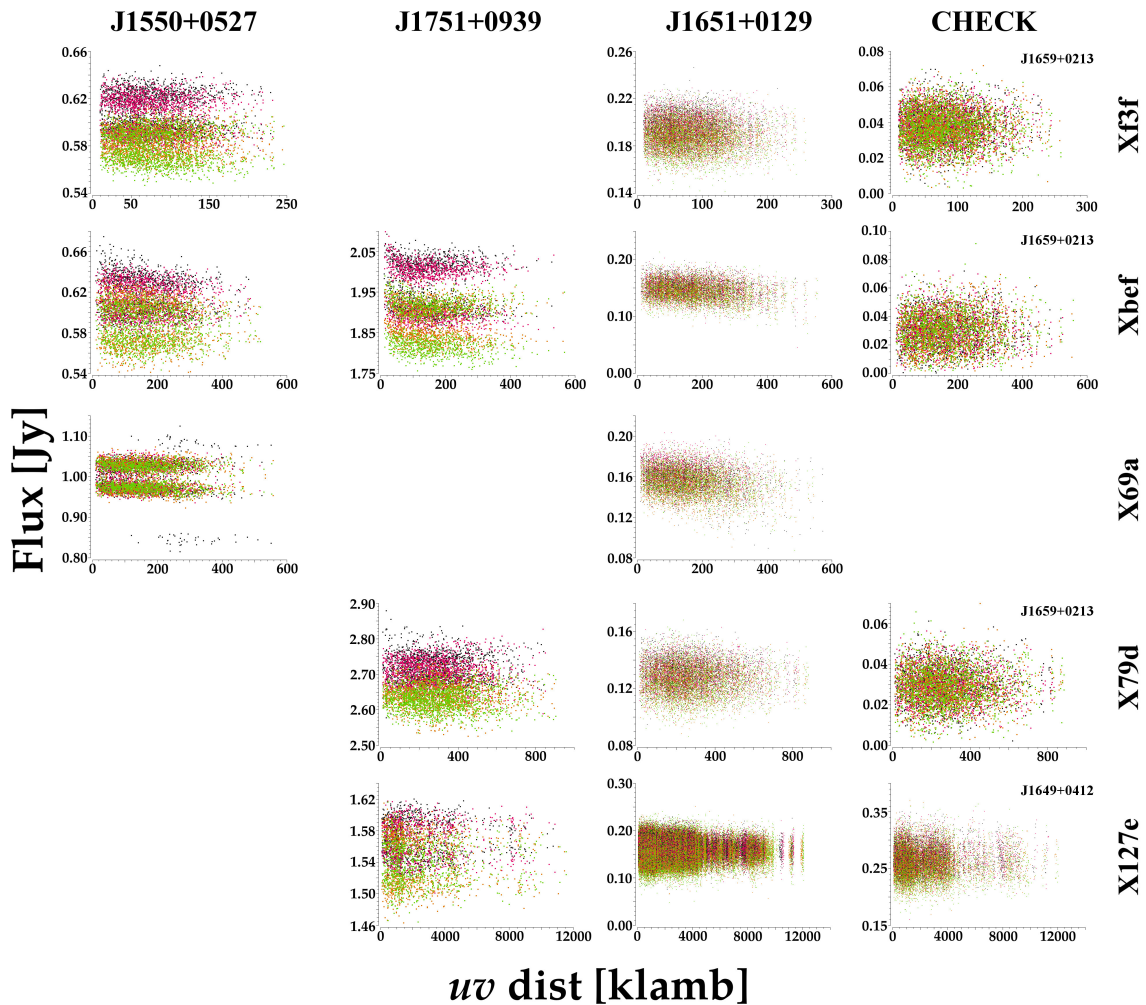 J1550+0527 J1751+0939 J1651+0129 CHECK
Flux [Jy]
0.66 0.62 0.58 0.54
0 50 150 250
0.26 0.22 0.18 0.14
0 100 200 300
J1659+0213
0.08 0.06 0.04 0.02 0.00
0 100 200 300
Xf3f
0.66 0.62 0.58 0.54
0 200 400 600
2.05 1.95 1.85 1.75
0 200 400 600
0.20 0.10 0.00
0 200 400 600
J1659+0213
0.10 0.08 0.06 0.04 0.02 0.00
0 200 400 600
Xbef
1.10 1.00 0.90 0.80
0 200 400 600
0.20 0.16 0.12 0.08
0 200 400 600
X69a
2.90 2.80 2.70 2.60 2.50
0 400 800
0.16 0.12 0.08
0 400 800
J1659+0213
0.06 0.04 0.02 0.00
0 400 800
X79d
1.62 1.58 1.54 1.50 1.46
0 4000 8000 12000
0.30 0.20 0.10 0.00
0 4000 8000 12000
J1649+0412
0.35 0.25 0.15
0 4000 8000 12000
X127e
uv dist [klamb]